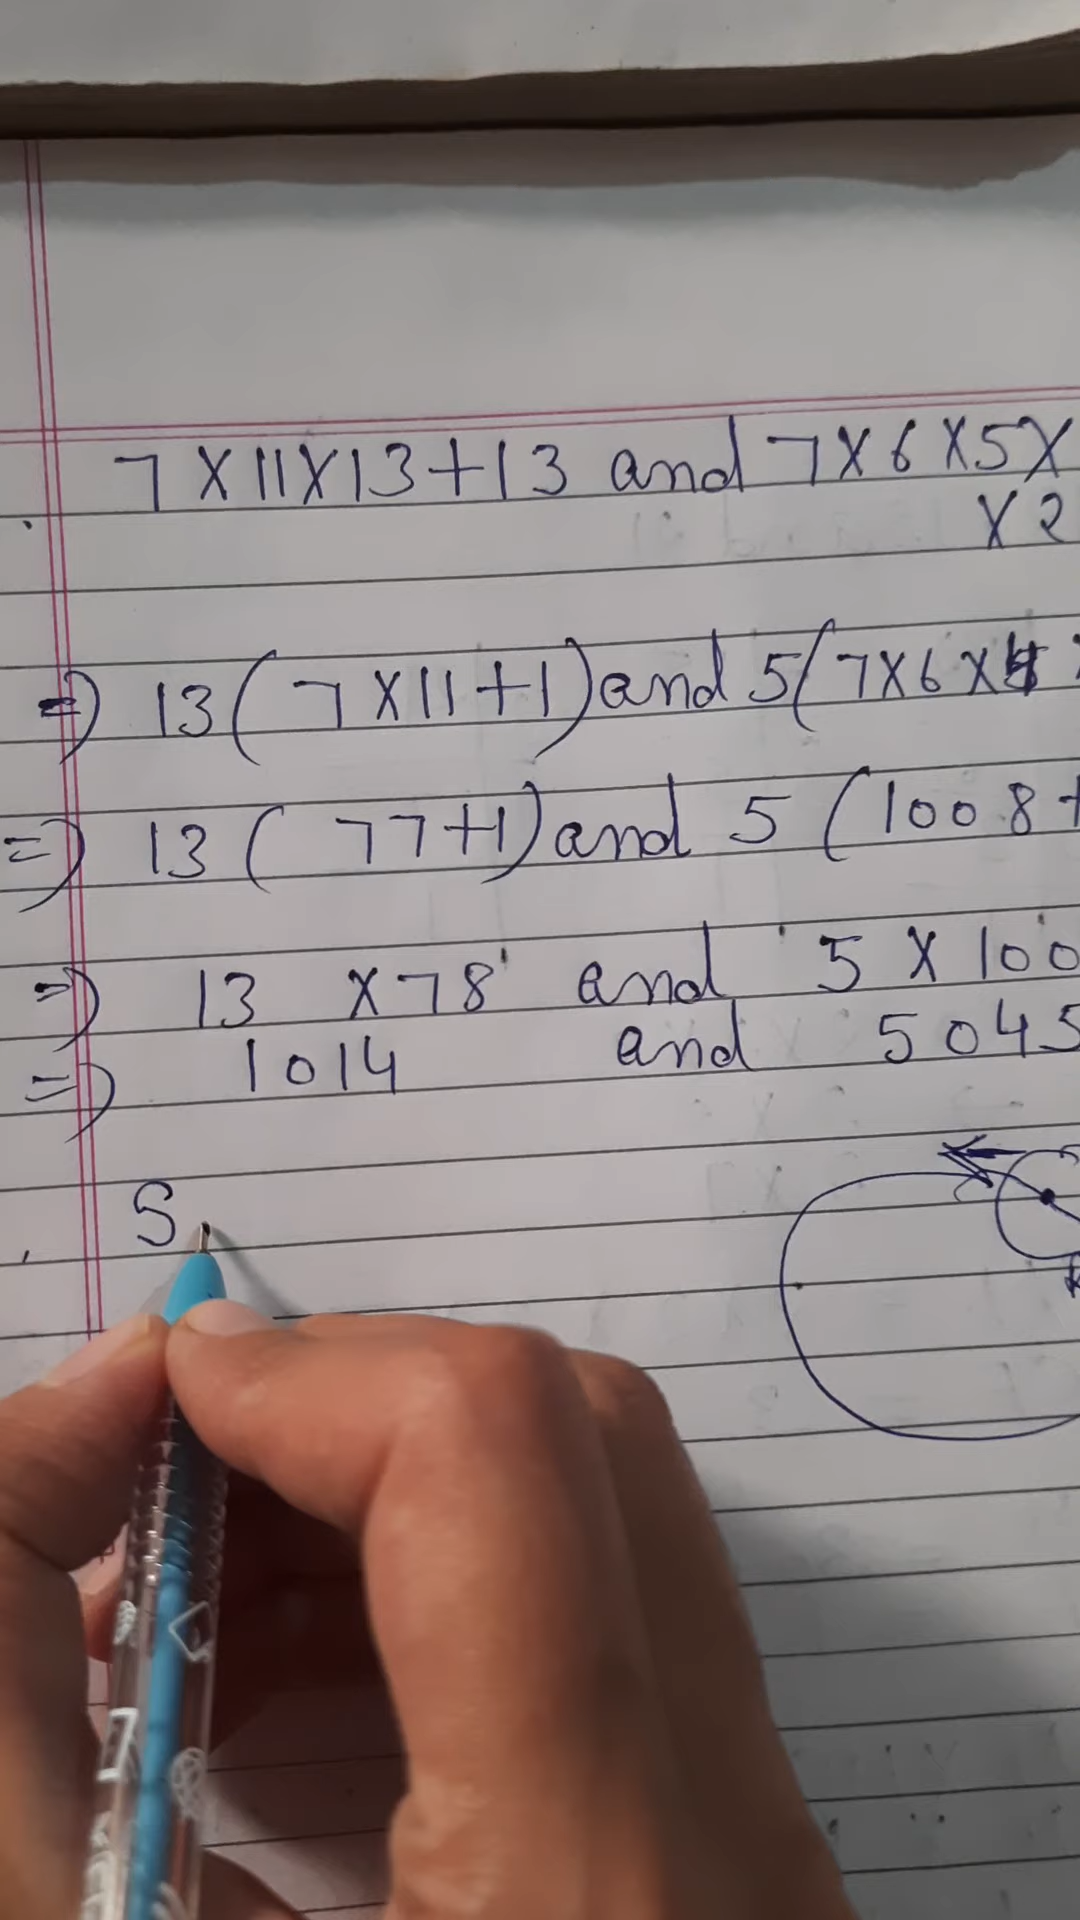 7×11×13+13 and 7×6×5×
×2
⇒ 13(7×11+1) and 5(7×6×4
⇒ 13(77+1) and 5(1008+
⇒ 13 ×78 and 5×100
⇒ 1014 and 5045
S